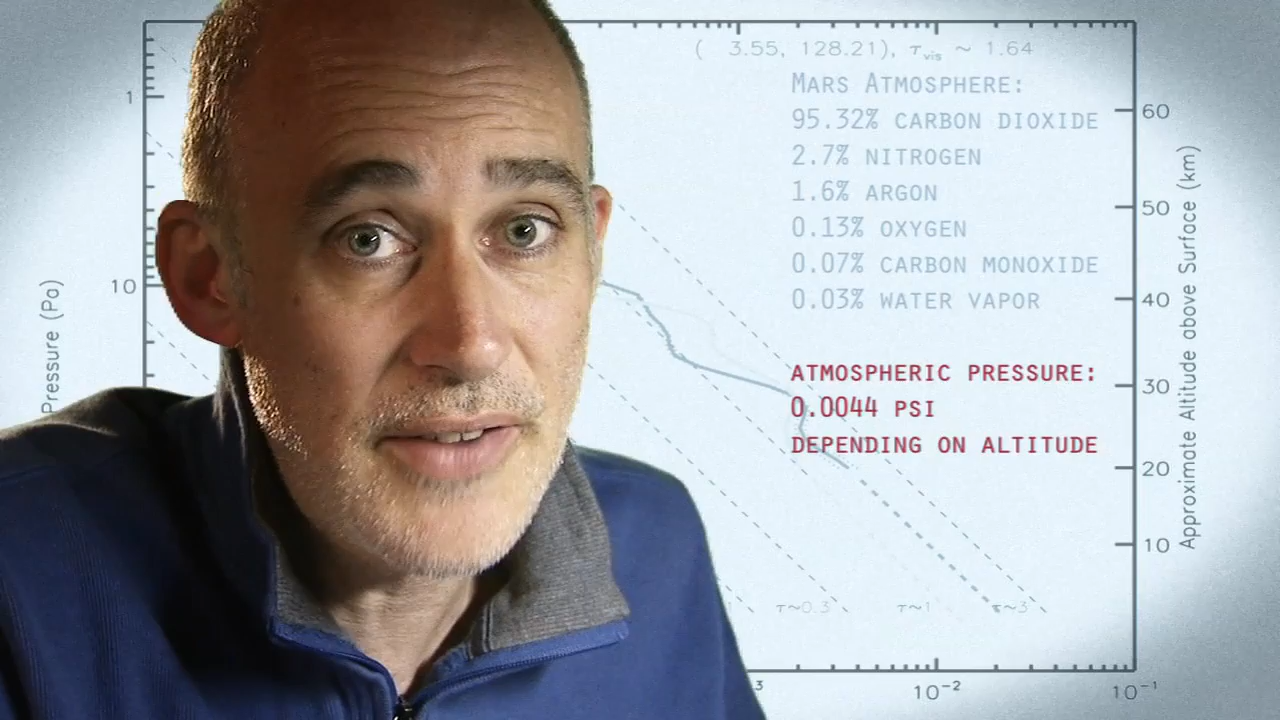 ( 3.55, 128.21), τvis ~ 1.64
MARS ATMOSPHERE:
95.32% CARBON DIOXIDE
2.7% NITROGEN
1.6% ARGON
0.13% OXYGEN
0.07% CARBON MONOXIDE
0.03% WATER VAPOR
ATMOSPHERIC PRESSURE:
0.0044 PSI
DEPENDING ON ALTITUDE
1
10
Pressure (Pa)
60
50
40
30
20
10
Approximate Altitude above Surface (km)
τ~0.3
τ~1
τ~3
10⁻²
10⁻¹